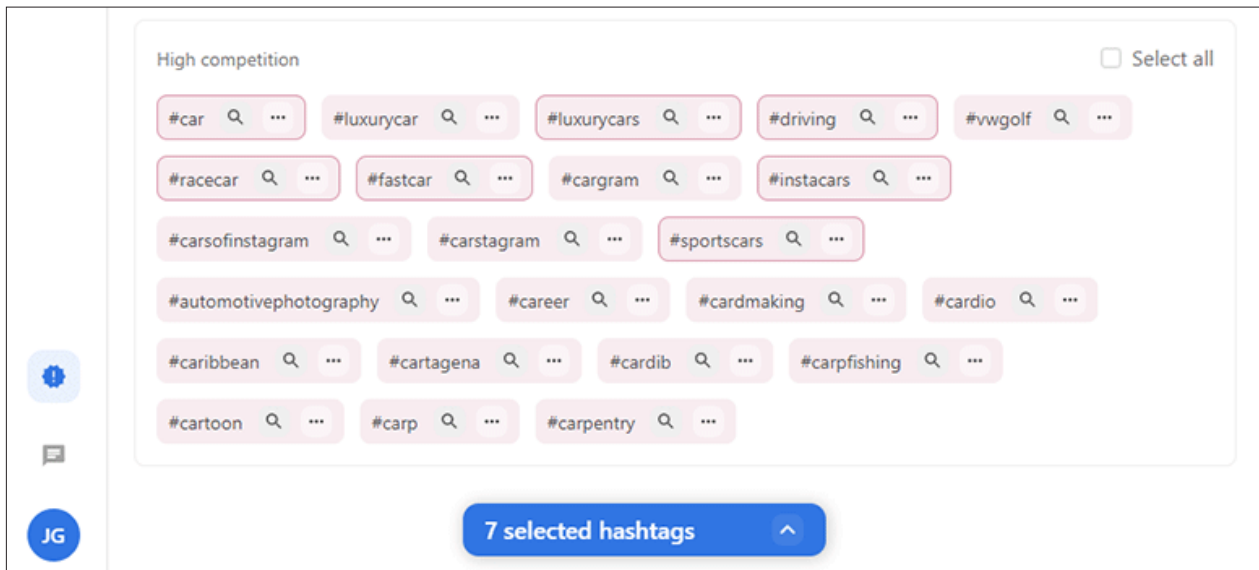 High competition
Select all
#car #luxurycar #luxurycars #driving #vwgolf
#racecar #fastcar #cargram #instacars
#carsofinstagram #carstagram #sportscars
#automotivephotography #career #cardmaking #cardio
#caribbean #cartagena #cardib #carpfishing
#cartoon #carp #carpentry
JG
7 selected hashtags